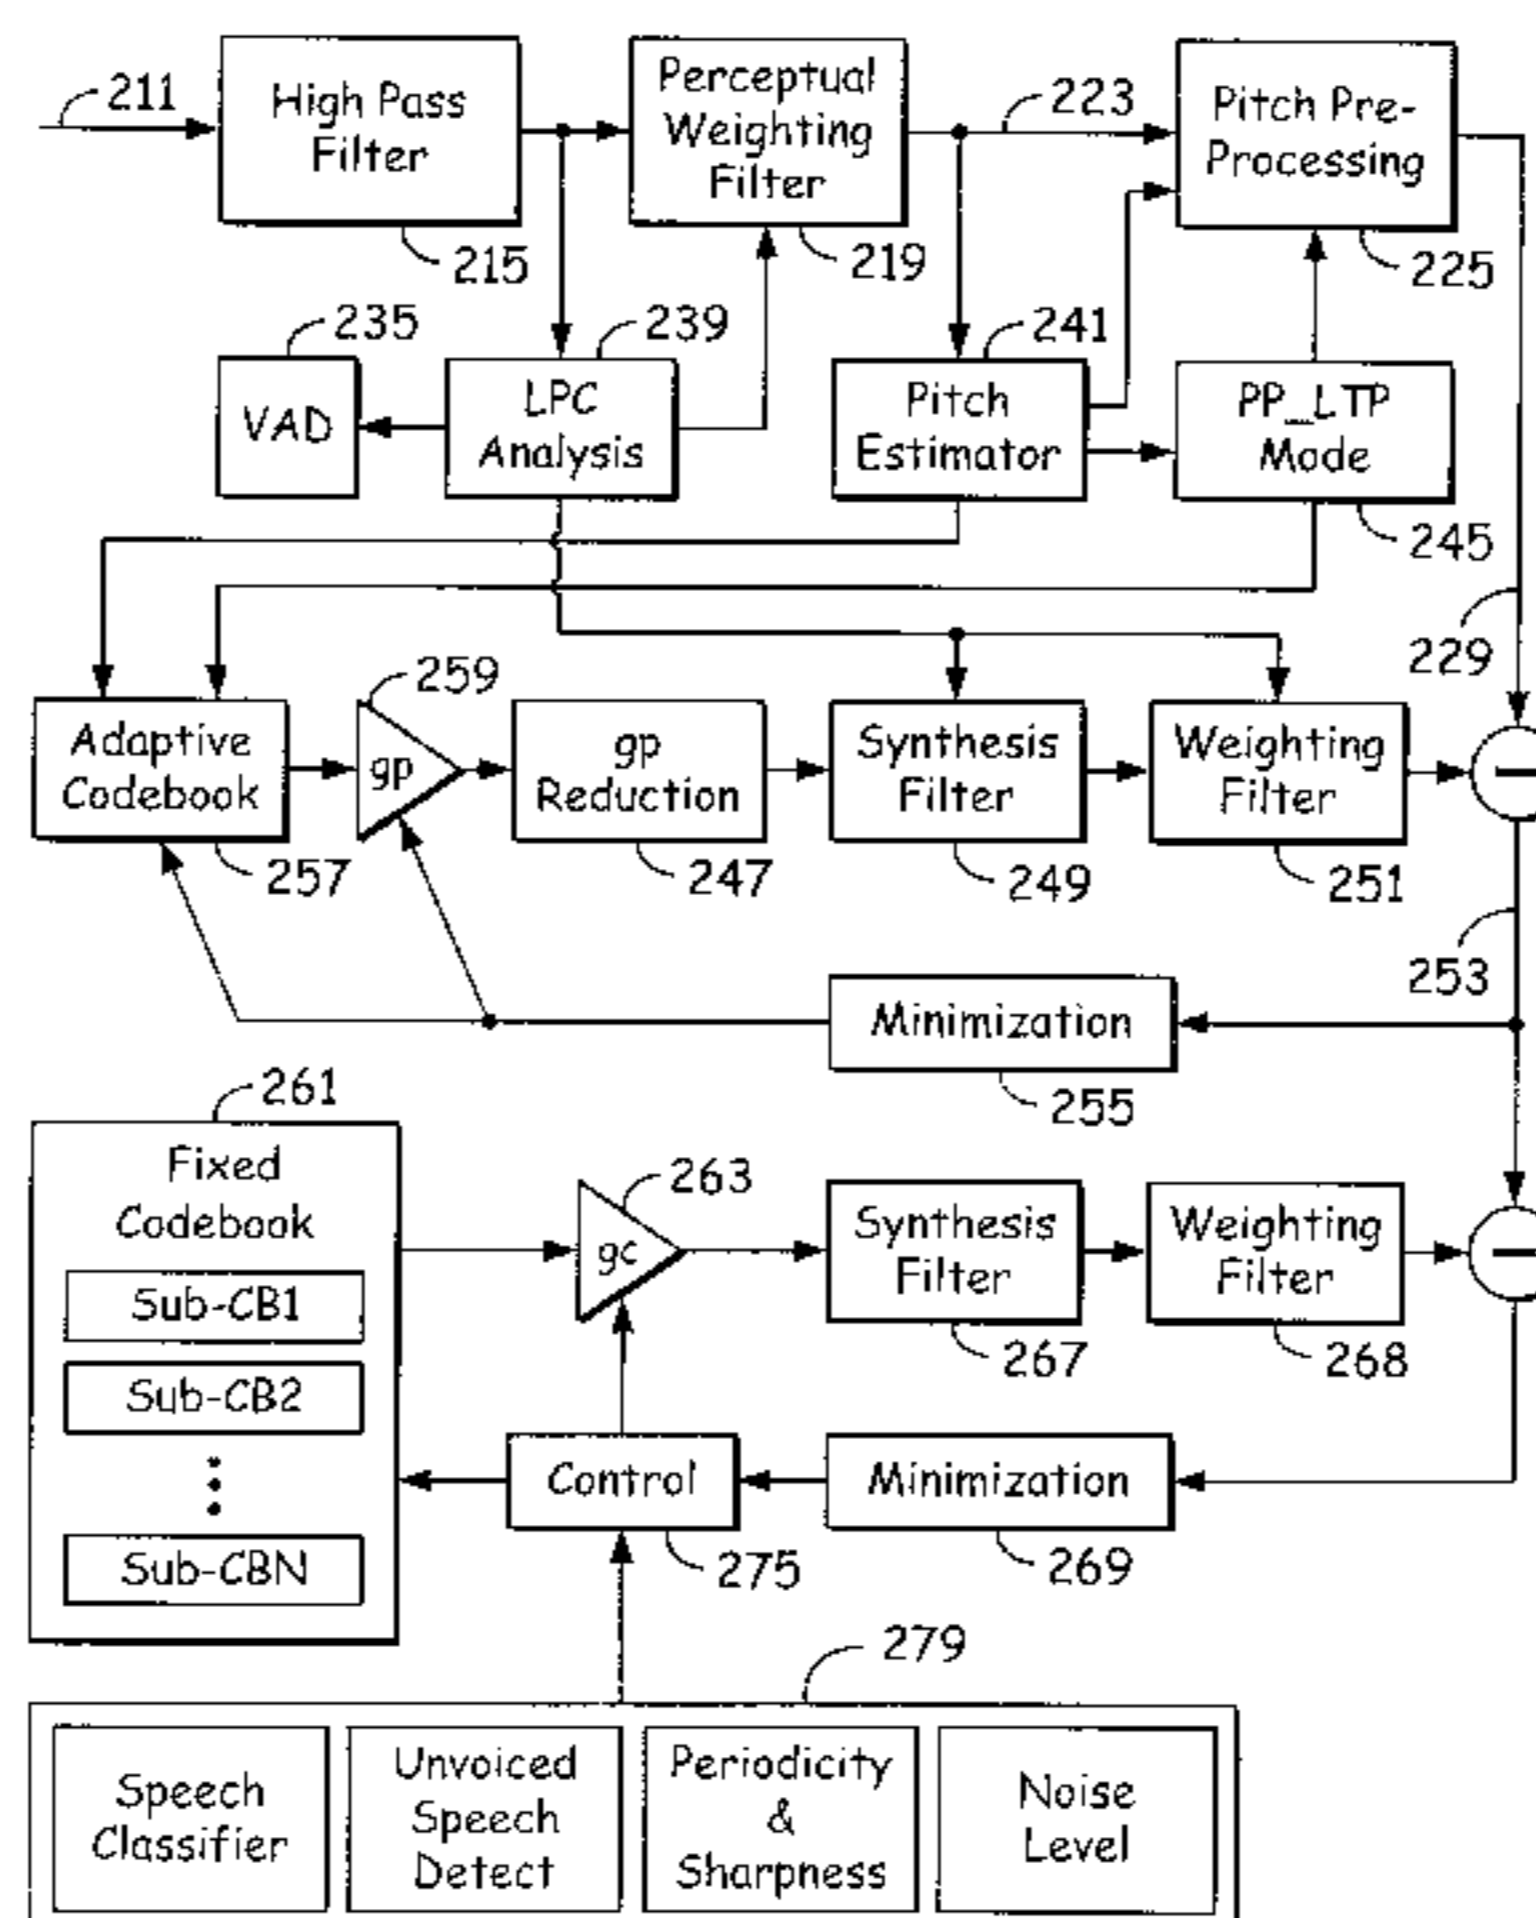 211
High Pass
Filter
215
Perceptual
Weighting
Filter
219
223
Pitch Pre-
Processing
225
235
VAD
239
LPC
Analysis
241
Pitch
Estimator
PP_LTP
Mode
245
229
Adaptive
Codebook
257
259
gp
gp
Reduction
247
Synthesis
Filter
249
Weighting
Filter
251
253
Minimization
255
261
Fixed
Codebook
Sub-CB1
Sub-CB2
Sub-CBN
263
gc
Synthesis
Filter
267
Weighting
Filter
268
Control
275
Minimization
269
279
Speech
Classifier
Unvoiced
Speech
Detect
Periodicity
&
Sharpness
Noise
Level